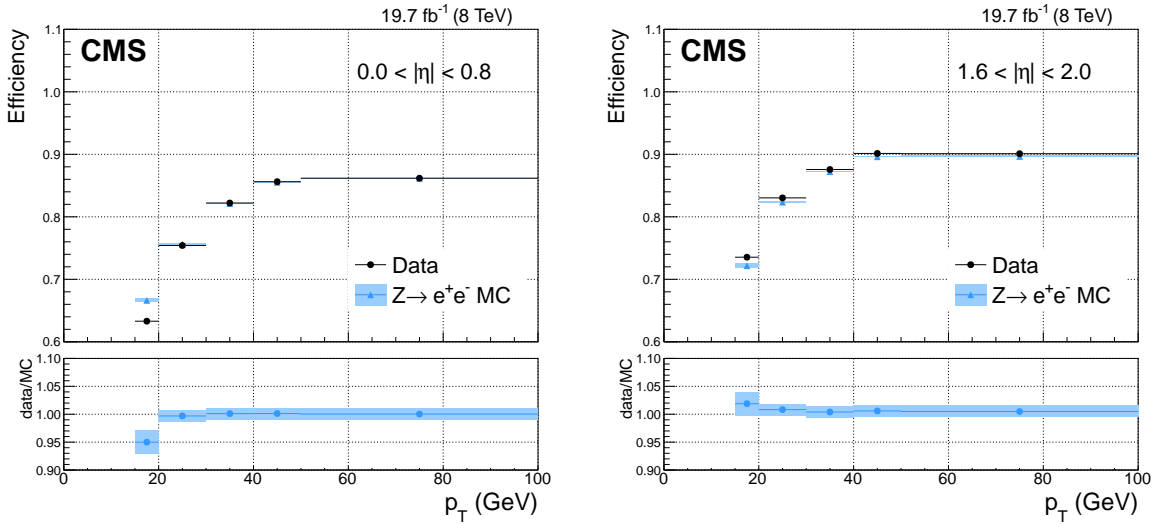 19.7 fb⁻¹ (8 TeV)
CMS
0.0 < |η| < 0.8
Efficiency
1.1
1.0
0.9
0.8
0.7
0.6
Data
Z→ e⁺e⁻ MC
data/MC
1.10
1.05
1.00
0.95
0.90
0 20 40 60 80 100
p_T (GeV)
19.7 fb⁻¹ (8 TeV)
CMS
1.6 < |η| < 2.0
Efficiency
1.1
1.0
0.9
0.8
0.7
0.6
Data
Z→ e⁺e⁻ MC
data/MC
1.10
1.05
1.00
0.95
0.90
0 20 40 60 80 100
p_T (GeV)